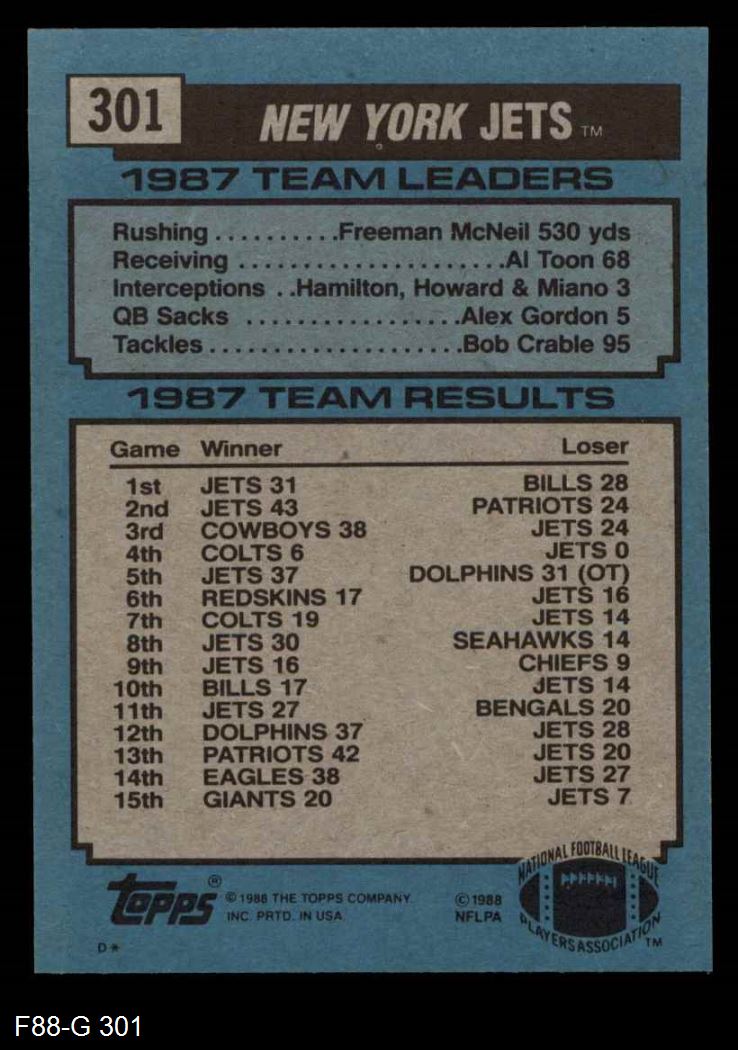 301
NEW YORK JETS ™
1987 TEAM LEADERS
Rushing ..........Freeman McNeil 530 yds
Receiving ......................Al Toon 68
Interceptions ..Hamilton, Howard & Miano 3
QB Sacks .................Alex Gordon 5
Tackles.....................Bob Crable 95
1987 TEAM RESULTS
Game Winner Loser
1st JETS 31 BILLS 28
2nd JETS 43 PATRIOTS 24
3rd COWBOYS 38 JETS 24
4th COLTS 6 JETS 0
5th JETS 37 DOLPHINS 31 (OT)
6th REDSKINS 17 JETS 16
7th COLTS 19 JETS 14
8th JETS 30 SEAHAWKS 14
9th JETS 16 CHIEFS 9
10th BILLS 17 JETS 14
11th JETS 27 BENGALS 20
12th DOLPHINS 37 JETS 28
13th PATRIOTS 42 JETS 20
14th EAGLES 38 JETS 27
15th GIANTS 20 JETS 7
Topps ® © 1988 THE TOPPS COMPANY
INC. PRTD. IN USA
© 1988
NFLPA
NATIONAL FOOTBALL LEAGUE
PLAYERS ASSOCIATION ™
D*
F88-G 301